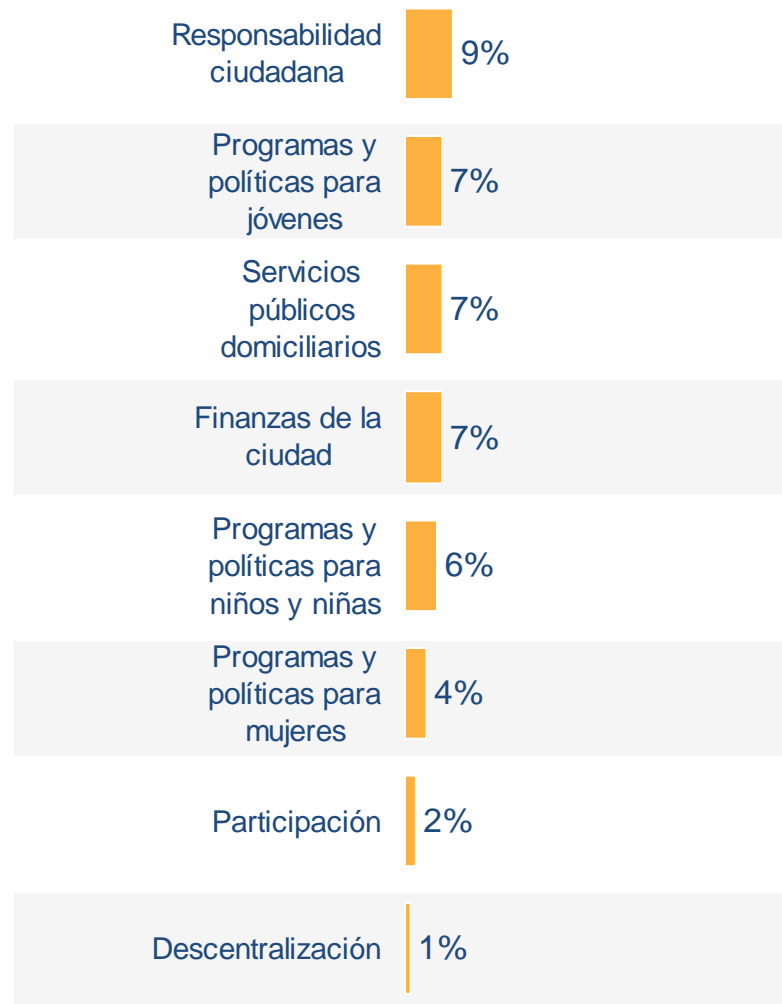 Responsabilidad
ciudadana
9%
Programas y
políticas para
jóvenes
7%
Servicios
públicos
domiciliarios
7%
Finanzas de la
ciudad
7%
Programas y
políticas para
niños y niñas
6%
Programas y
políticas para
mujeres
4%
Participación
2%
Descentralización
1%